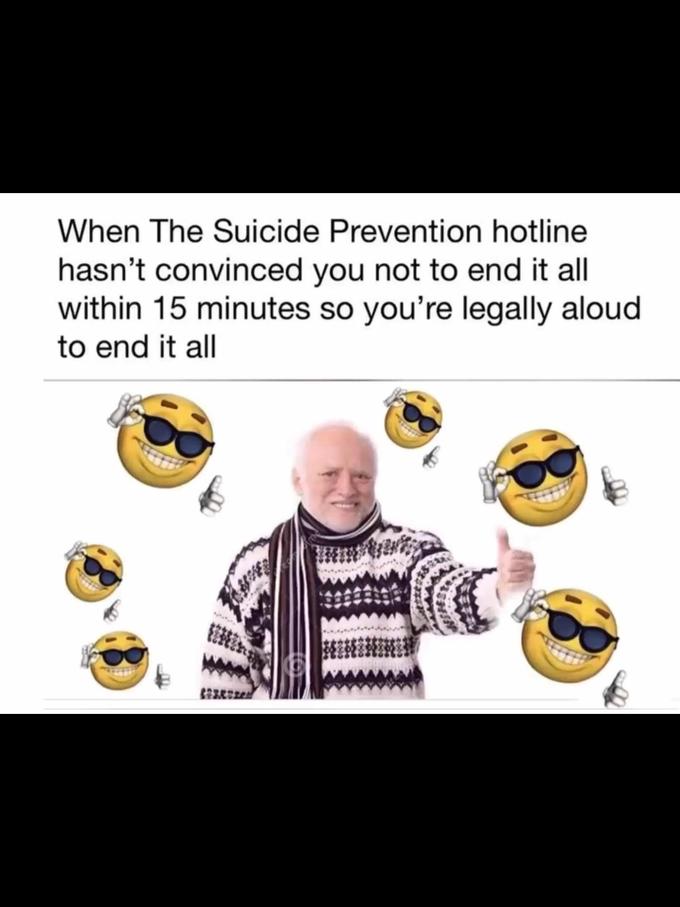 When The Suicide Prevention hotline
hasn't convinced you not to end it all
within 15 minutes so you're legally aloud
to end it all